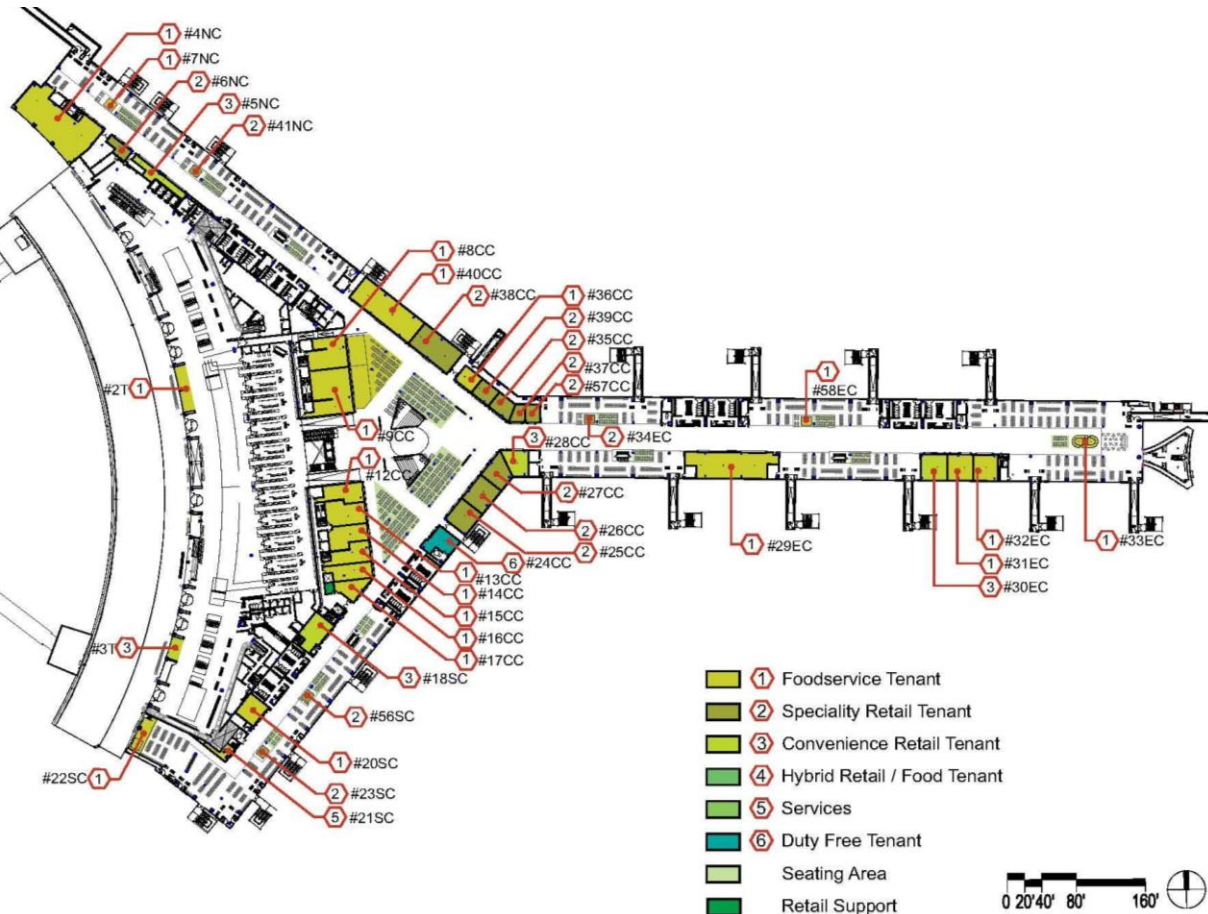 1 #4NC
1 #7NC
2 #6NC
3 #5NC
2 #41NC
1 #8CC
1 #40CC
2 #38CC
1 #36CC
2 #39CC
2 #35CC
2 #37CC
2 #57CC
1
#58EC
#2T 1
2 #34EC
3 #28CC
1 #9CC
1 #12CC
2 #27CC
2 #26CC
2 #25CC
6 #24CC
1 #29EC
1 #32EC
1 #33EC
1 #31EC
3 #30EC
1 #13CC
1 #14CC
1 #15CC
1 #16CC
1 #17CC
#3T 3
3 #18SC
2 #56SC
1 #20SC
#22SC 1
2 #23SC
5 #21SC
1 Foodservice Tenant
2 Speciality Retail Tenant
3 Convenience Retail Tenant
4 Hybrid Retail / Food Tenant
5 Services
6 Duty Free Tenant
Seating Area
Retail Support
0 20'40' 80' 160'